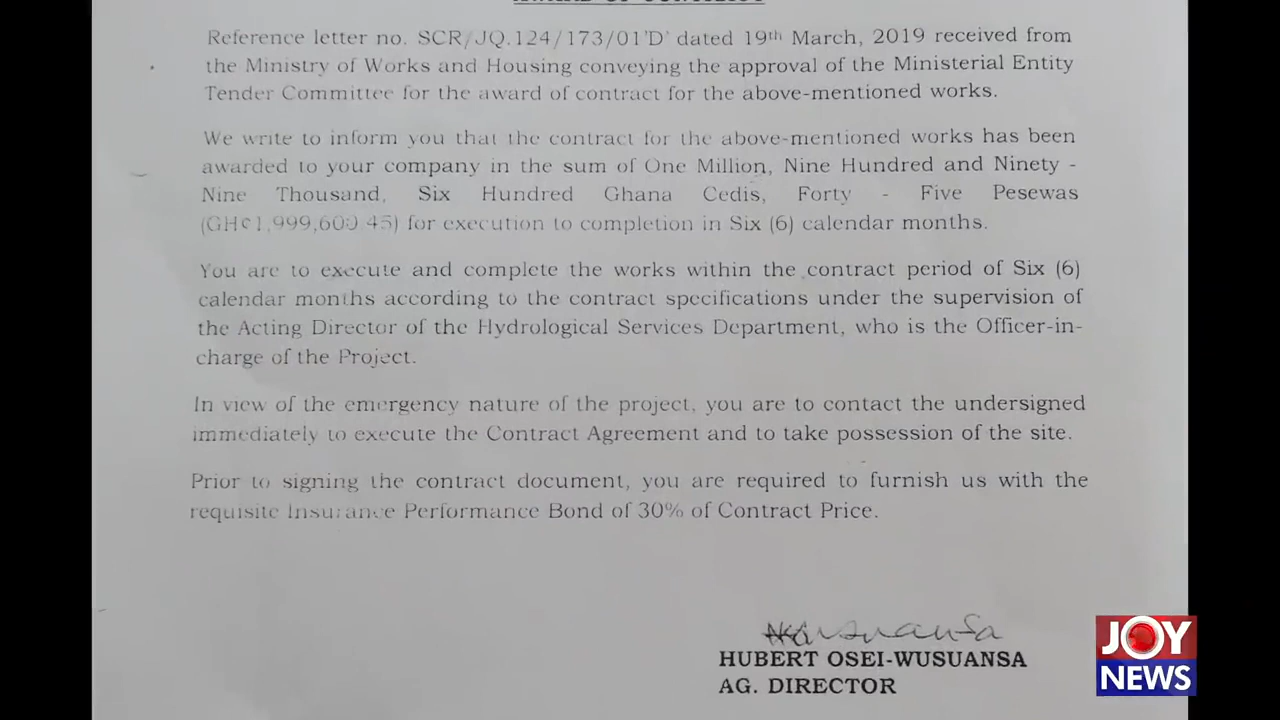 AWARD OF CONTRACT
Reference letter no. SCR/JQ.124/173/01'D' dated 19th March, 2019 received from
the Ministry of Works and Housing conveying the approval of the Ministerial Entity
Tender Committee for the award of contract for the above-mentioned works.
We write to inform you that the contract for the above-mentioned works has been
awarded to your company in the sum of One Million, Nine Hundred and Ninety -
Nine Thousand, Six Hundred Ghana Cedis, Forty - Five Pesewas
(GH¢1,999,600.45) for execution to completion in Six (6) calendar months.
You are to execute and complete the works within the contract period of Six (6)
calendar months according to the contract specifications under the supervision of
the Acting Director of the Hydrological Services Department, who is the Officer-in-
charge of the Project.
In view of the emergency nature of the project, you are to contact the undersigned
immediately to execute the Contract Agreement and to take possession of the site.
Prior to signing the contract document, you are required to furnish us with the
requisite Insurance Performance Bond of 30% of Contract Price.
HUBERT OSEI-WUSUANSA
AG. DIRECTOR
JOY
NEWS